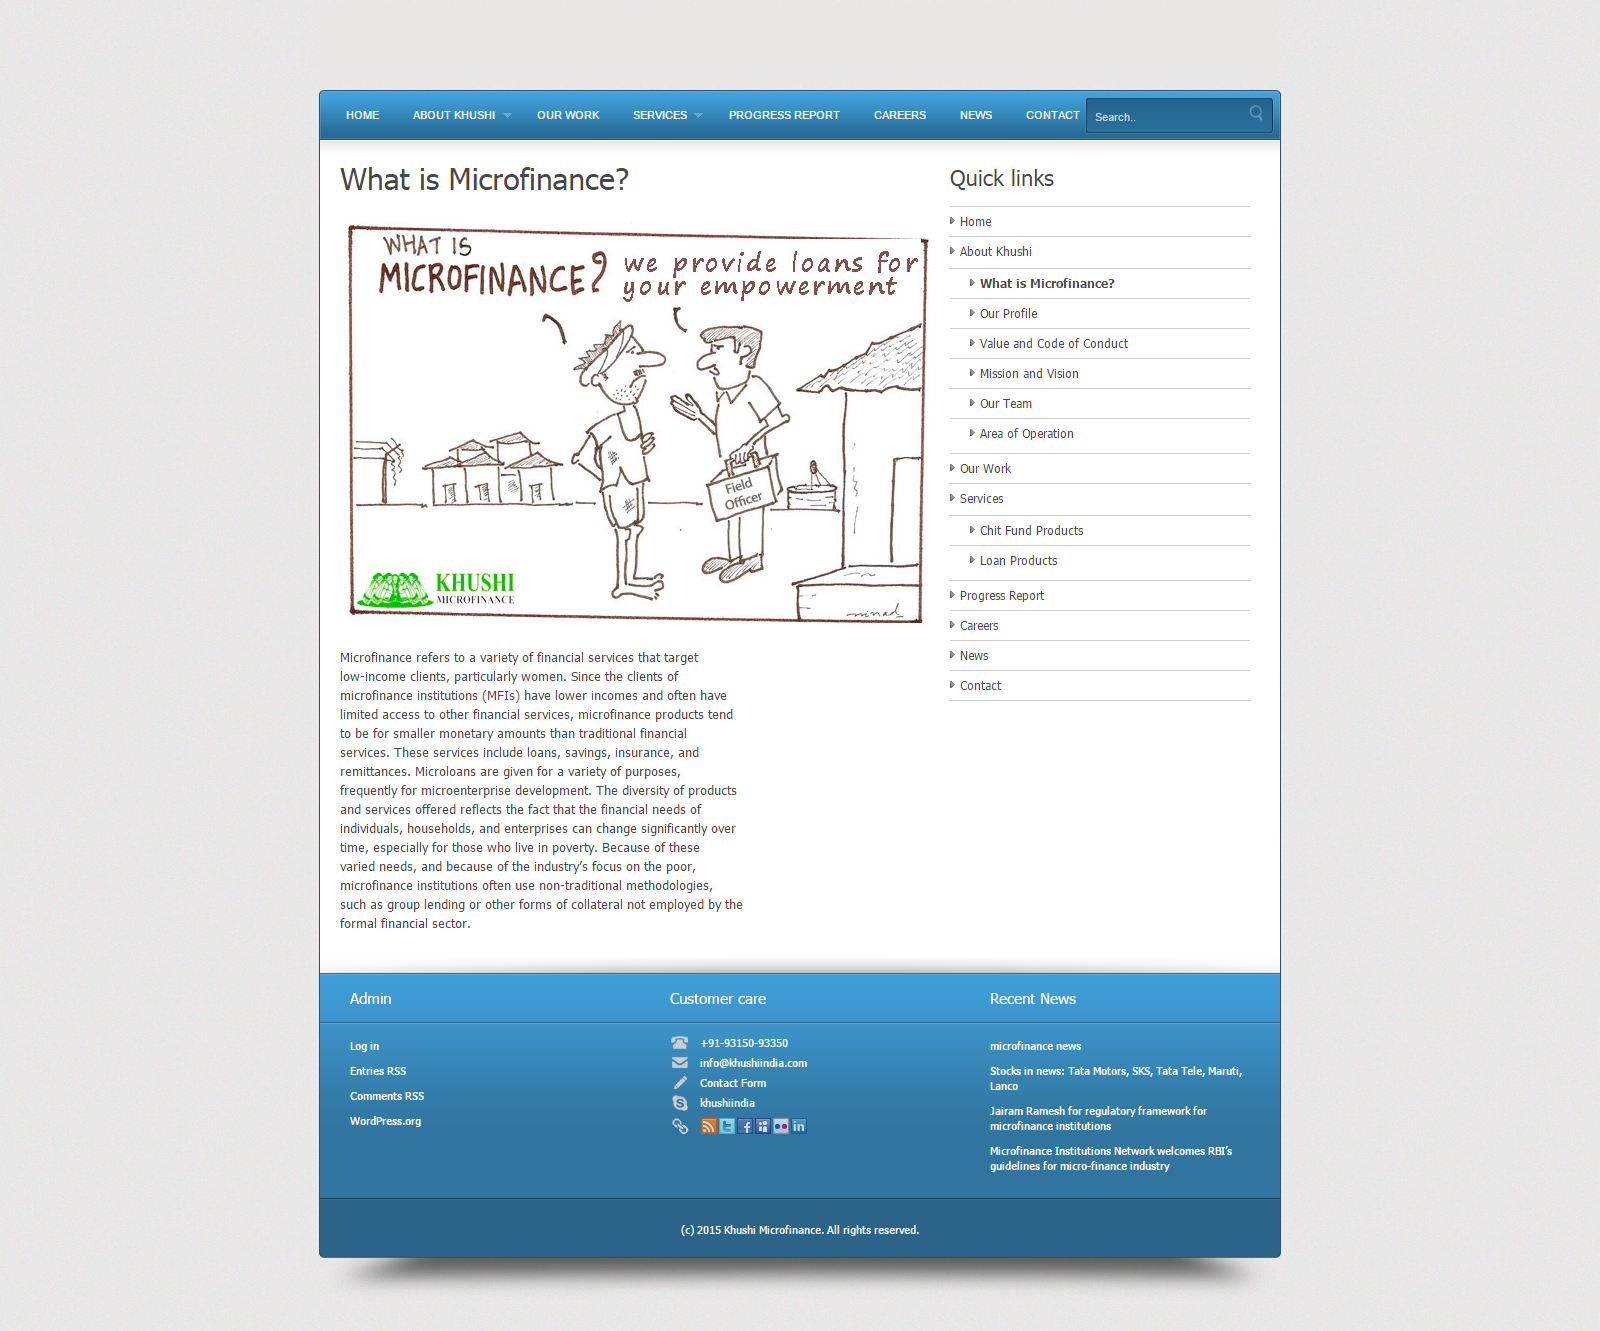 HOME
ABOUT KHUSHI
OUR WORK
SERVICES
PROGRESS REPORT
CAREERS
NEWS
CONTACT
Search..
What is Microfinance?
WHAT IS
MICROFINANCE?
we provide loans for
your empowerment
Field
Officer
KHUSHI
MICROFINANCE
ninad
Microfinance refers to a variety of financial services that target
low-income clients, particularly women. Since the clients of
microfinance institutions (MFIs) have lower incomes and often have
limited access to other financial services, microfinance products tend
to be for smaller monetary amounts than traditional financial
services. These services include loans, savings, insurance, and
remittances. Microloans are given for a variety of purposes,
frequently for microenterprise development. The diversity of products
and services offered reflects the fact that the financial needs of
individuals, households, and enterprises can change significantly over
time, especially for those who live in poverty. Because of these
varied needs, and because of the industry’s focus on the poor,
microfinance institutions often use non-traditional methodologies,
such as group lending or other forms of collateral not employed by the
formal financial sector.
Quick links
Home
About Khushi
What is Microfinance?
Our Profile
Value and Code of Conduct
Mission and Vision
Our Team
Area of Operation
Our Work
Services
Chit Fund Products
Loan Products
Progress Report
Careers
News
Contact
Admin
Log in
Entries RSS
Comments RSS
WordPress.org
Customer care
+91-93150-93350
info@khushiindia.com
Contact Form
khushiindia
Recent News
microfinance news
Stocks in news: Tata Motors, SKS, Tata Tele, Maruti,
Lanco
Jairam Ramesh for regulatory framework for
microfinance institutions
Microfinance Institutions Network welcomes RBI’s
guidelines for micro-finance industry
(c) 2015 Khushi Microfinance. All rights reserved.